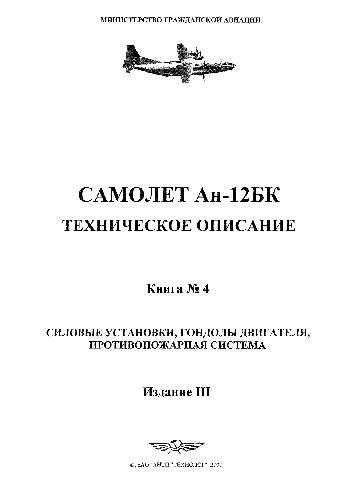 МИНИСТЕРСТВО ГРАЖДАНСКОЙ АВИАЦИИ
САМОЛЕТ Ан-12БК
ТЕХНИЧЕСКОЕ ОПИСАНИЕ
Книга № 4
СИЛОВЫЕ УСТАНОВКИ, ГОНДОЛЫ ДВИГАТЕЛЯ,
ПРОТИВОПОЖАРНАЯ СИСТЕМА
Издание III